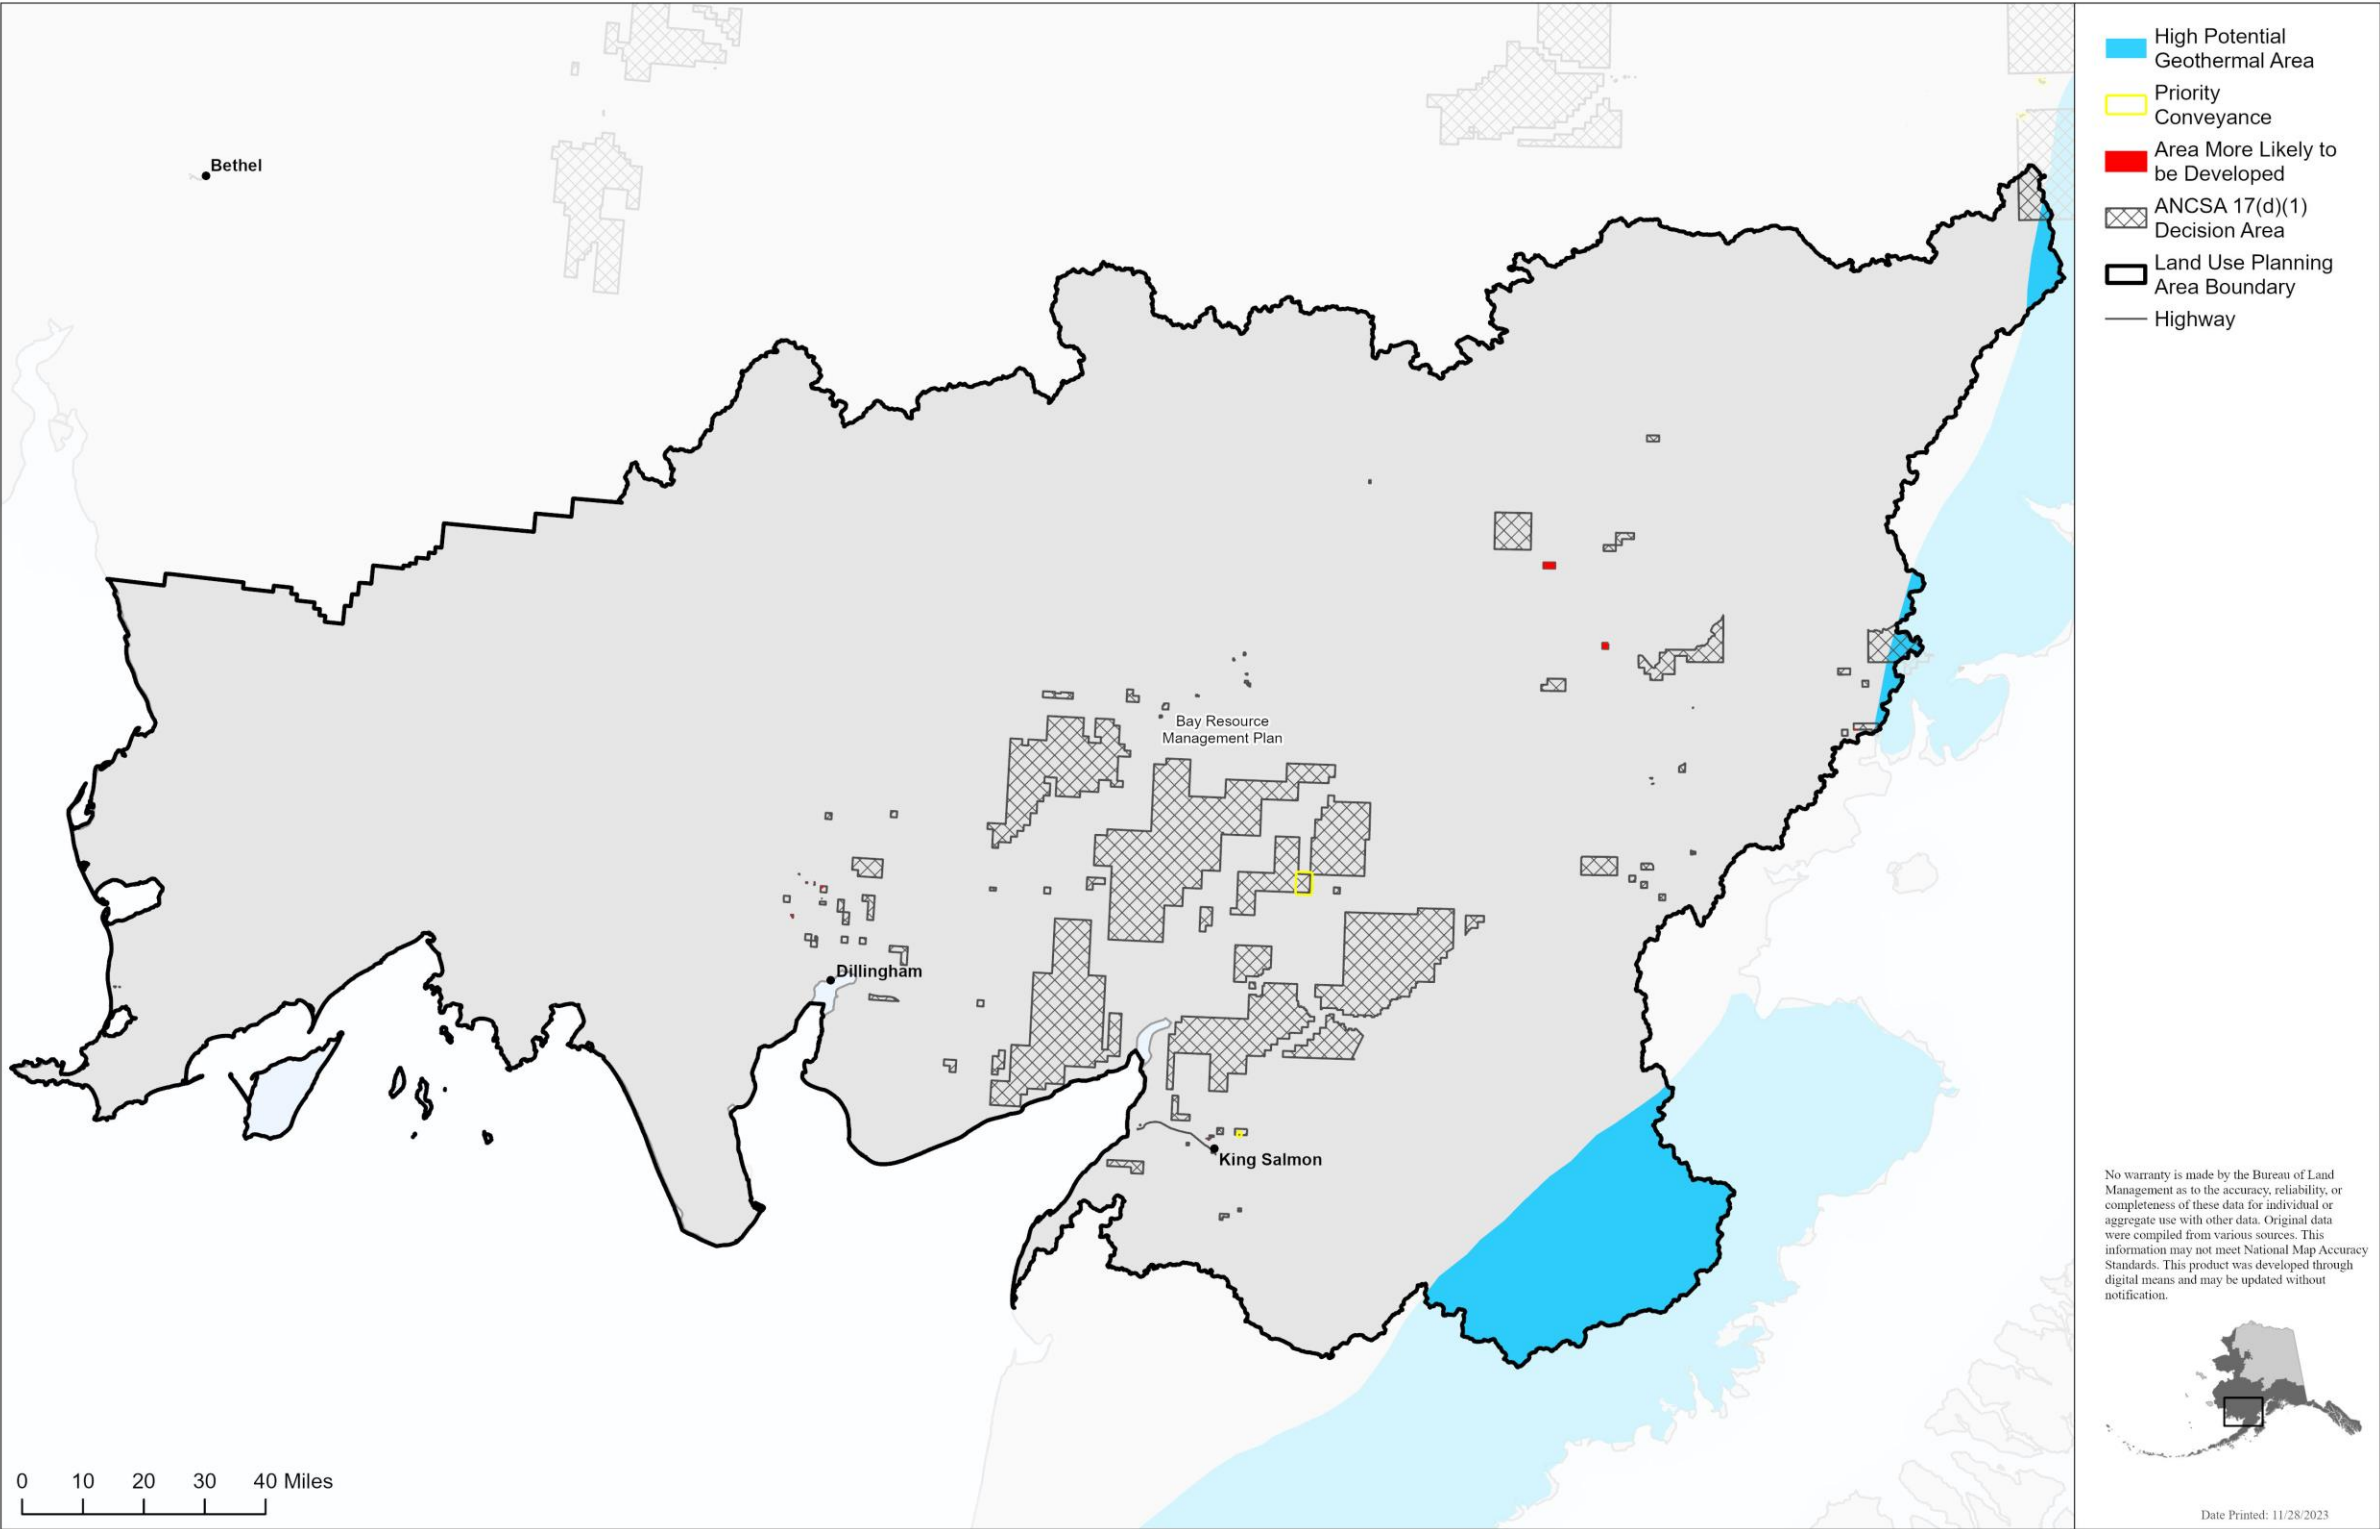 High Potential
Geothermal Area
Priority
Conveyance
Area More Likely to
be Developed
ANCSA 17(d)(1)
Decision Area
Land Use Planning
Area Boundary
Highway
Bethel
Bay Resource
Management Plan
Dillingham
King Salmon
0 10 20 30 40 Miles
No warranty is made by the Bureau of Land
Management as to the accuracy, reliability, or
completeness of these data for individual or
aggregate use with other data. Original data
were compiled from various sources. This
information may not meet National Map Accuracy
Standards. This product was developed through
digital means and may be updated without
notification.
Date Printed: 11/28/2023